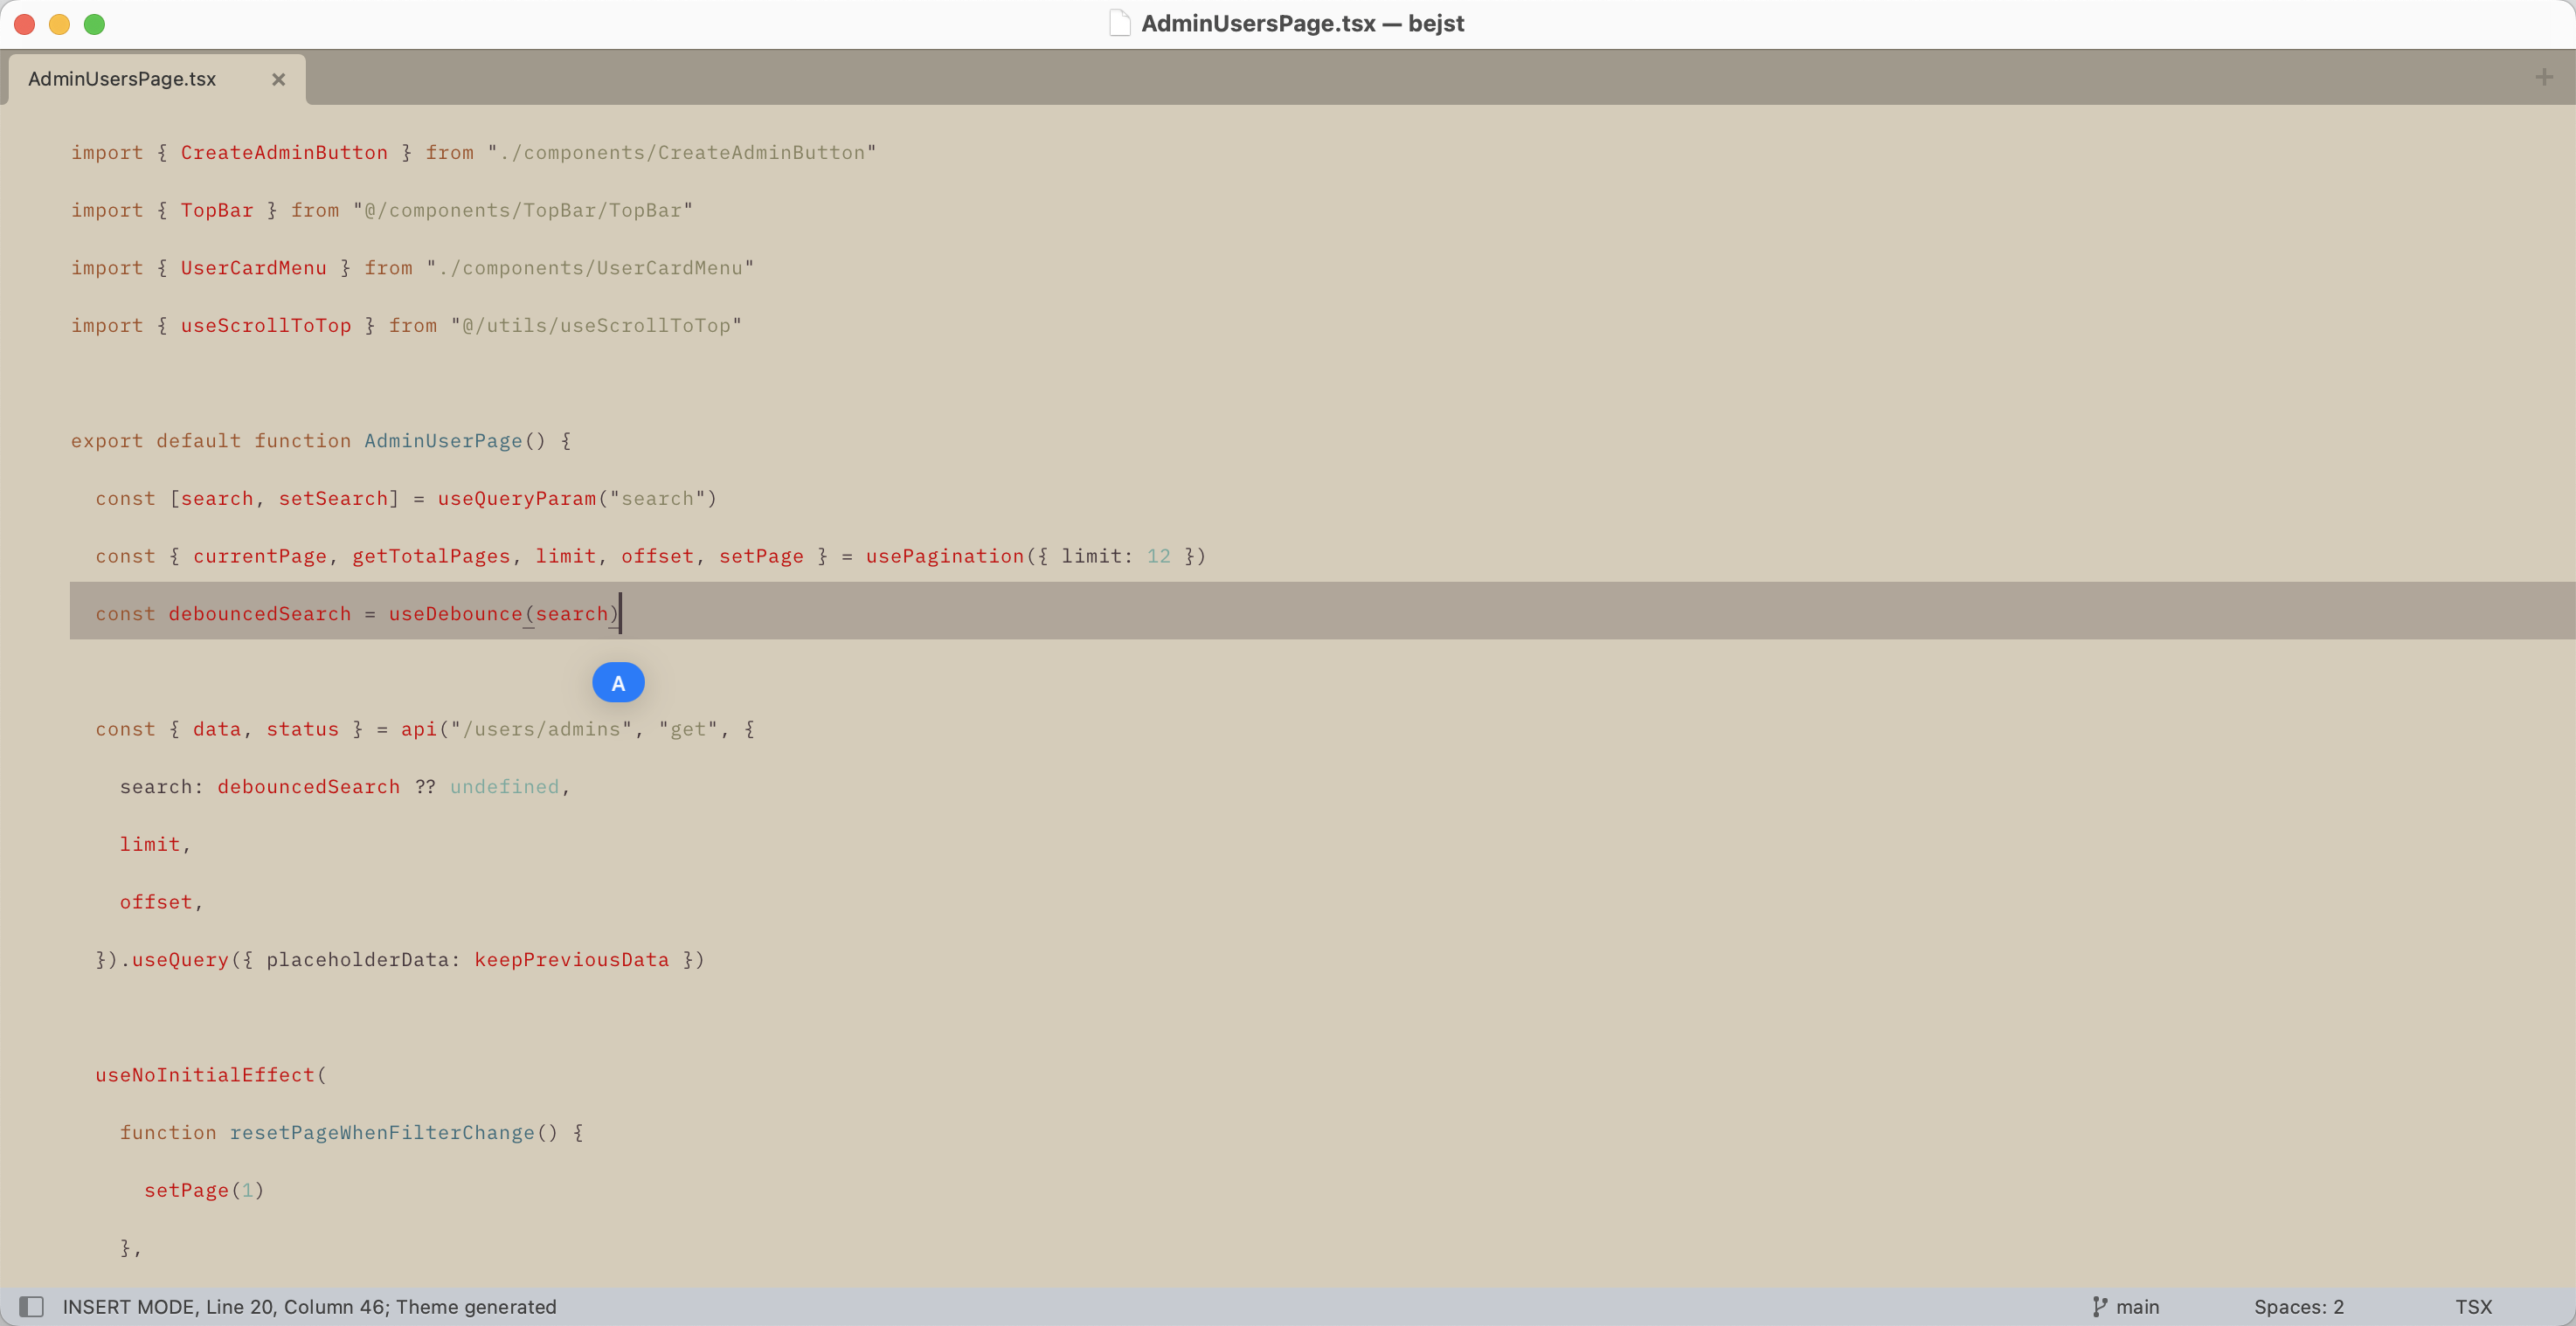 AdminUsersPage.tsx — bejst
AdminUsersPage.tsx
import { CreateAdminButton } from "./components/CreateAdminButton"
import { TopBar } from "@/components/TopBar/TopBar"
import { UserCardMenu } from "./components/UserCardMenu"
import { useScrollToTop } from "@/utils/useScrollToTop"
export default function AdminUserPage() {
const [search, setSearch] = useQueryParam("search")
const { currentPage, getTotalPages, limit, offset, setPage } = usePagination({ limit: 12 })
const debouncedSearch = useDebounce(search)
A
const { data, status } = api("/users/admins", "get", {
search: debouncedSearch ?? undefined,
limit,
offset,
}).useQuery({ placeholderData: keepPreviousData })
useNoInitialEffect(
function resetPageWhenFilterChange() {
setPage(1)
},
INSERT MODE, Line 20, Column 46; Theme generated
main
Spaces: 2
TSX